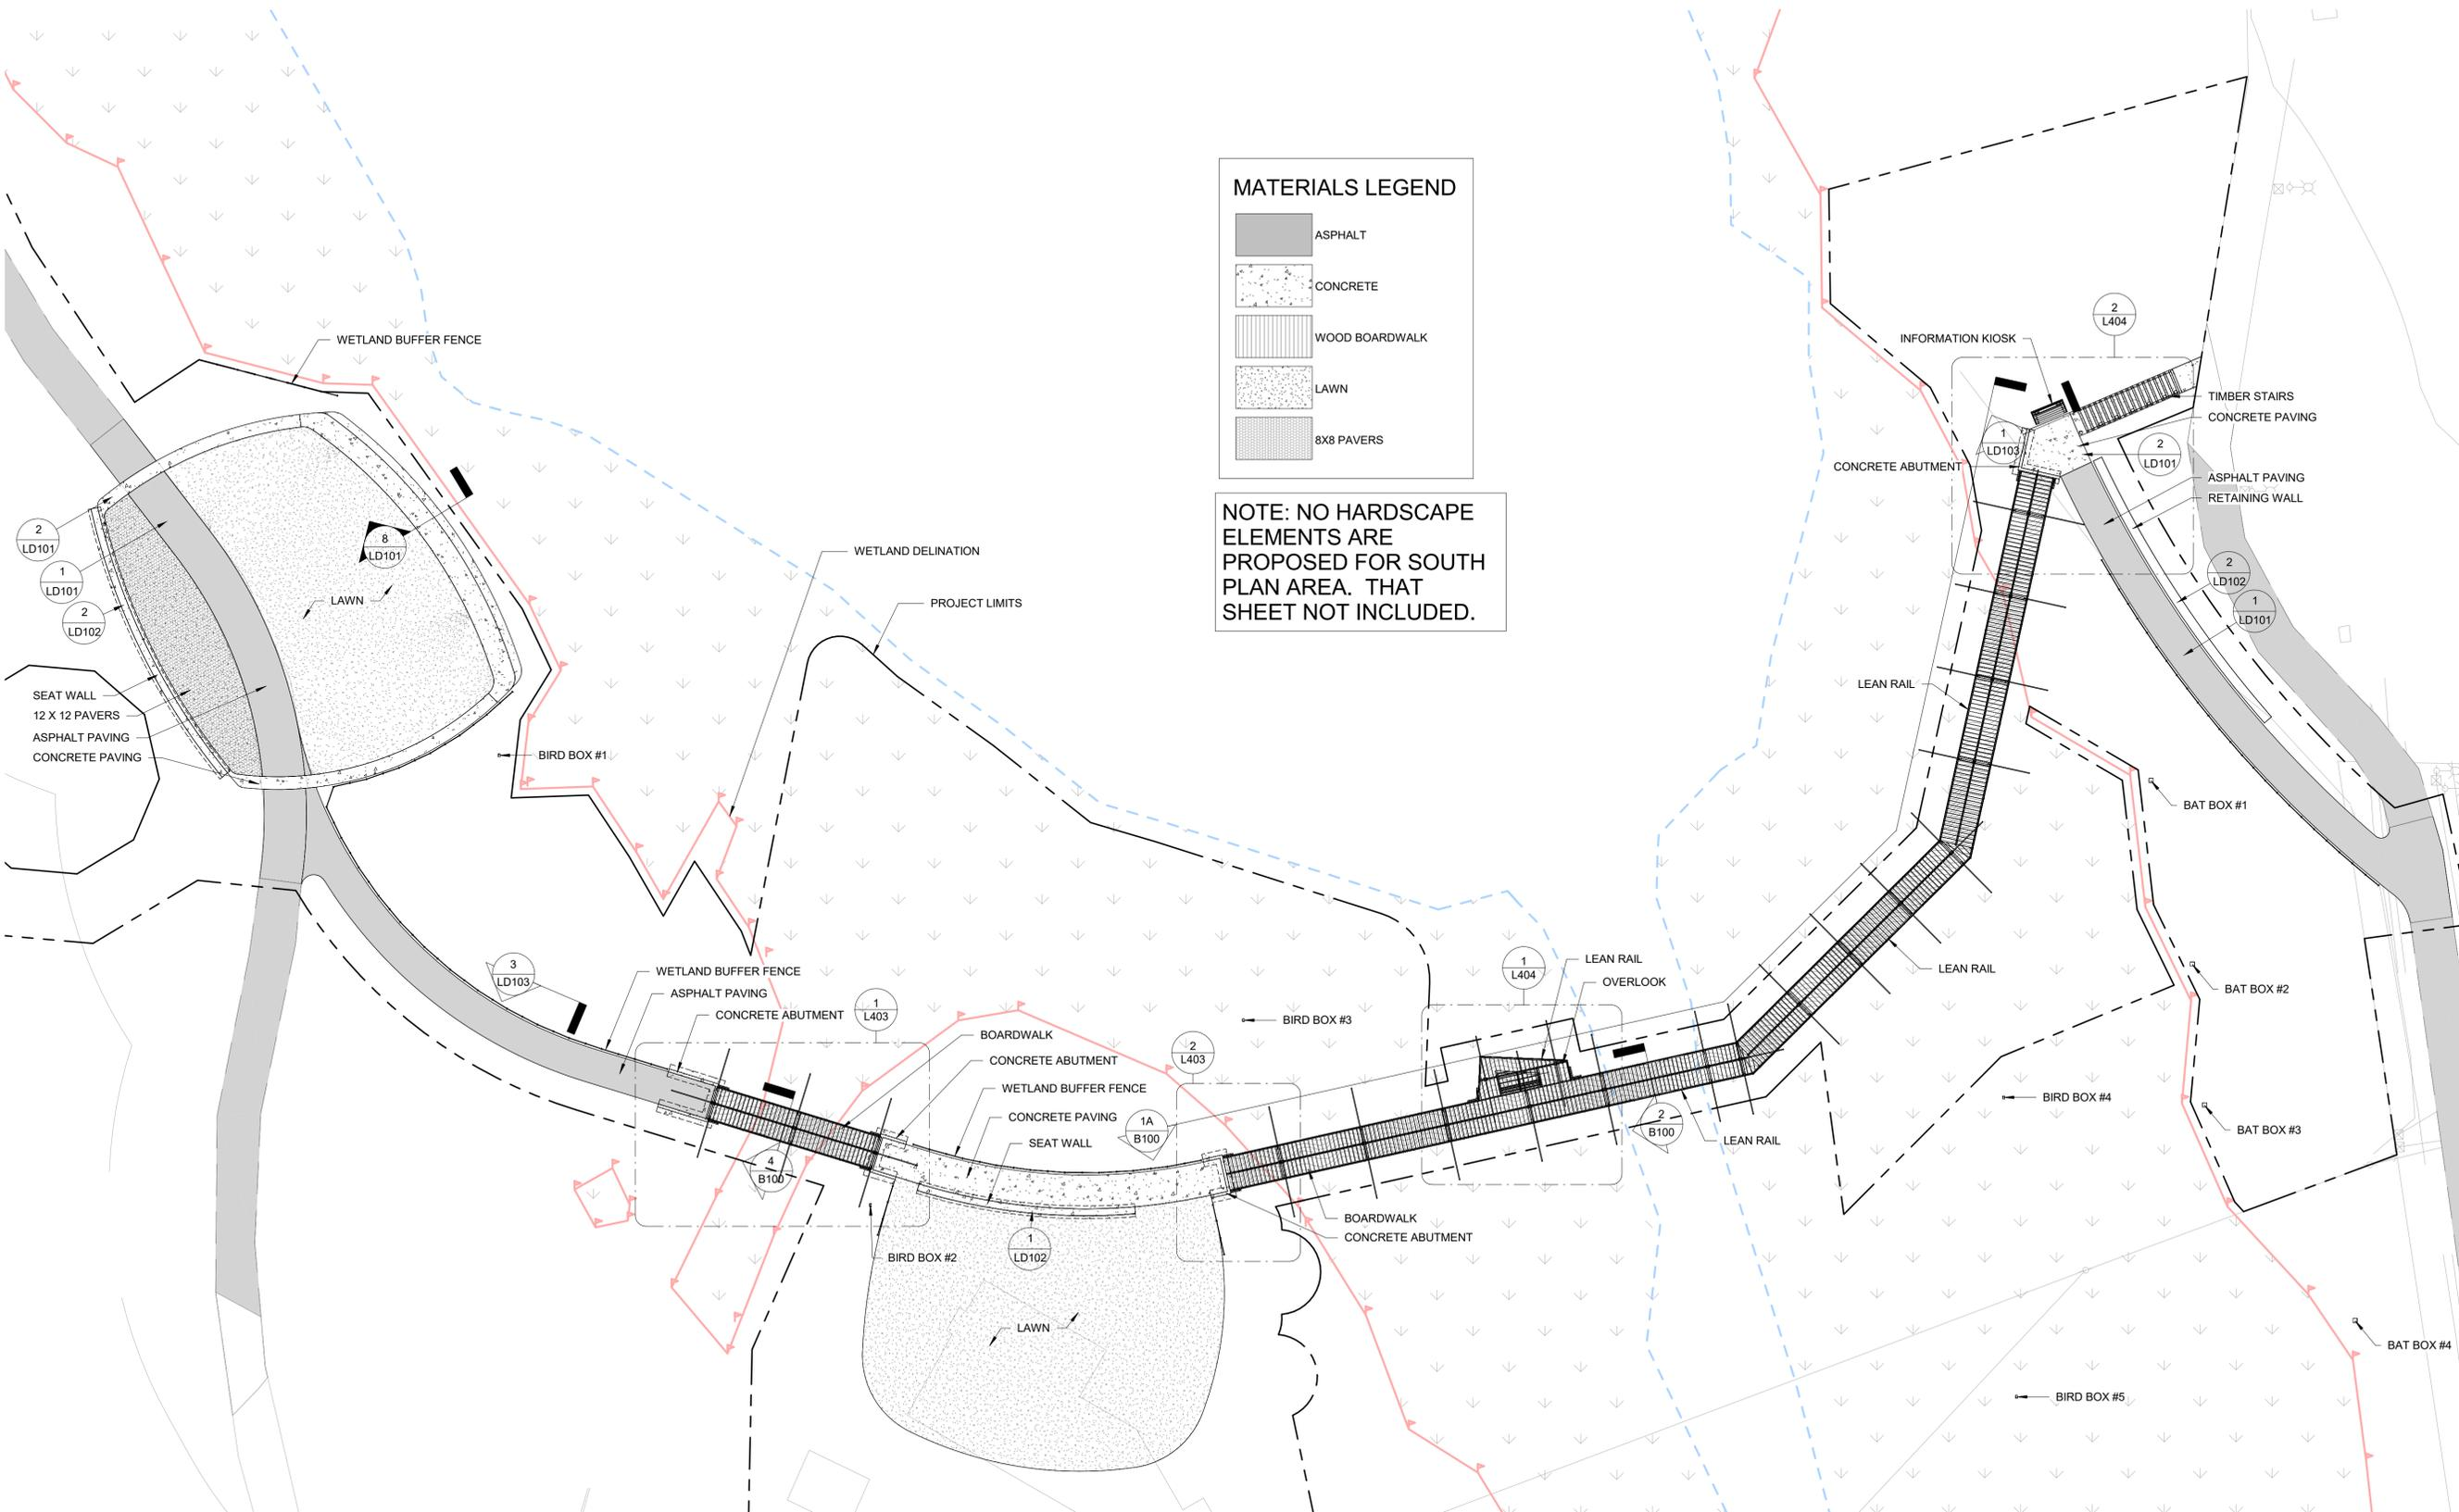 MATERIALS LEGEND
ASPHALT
CONCRETE
WOOD BOARDWALK
LAWN
8X8 PAVERS
NOTE: NO HARDSCAPE
ELEMENTS ARE
PROPOSED FOR SOUTH
PLAN AREA. THAT
SHEET NOT INCLUDED.
WETLAND BUFFER FENCE
2
LD101
1
LD101
2
LD102
8
LD101
LAWN
SEAT WALL
12 X 12 PAVERS
ASPHALT PAVING
CONCRETE PAVING
BIRD BOX #1
WETLAND DELINATION
PROJECT LIMITS
3
LD103
WETLAND BUFFER FENCE
ASPHALT PAVING
CONCRETE ABUTMENT
1
L403
BOARDWALK
CONCRETE ABUTMENT
WETLAND BUFFER FENCE
CONCRETE PAVING
SEAT WALL
4
B100
BIRD BOX #2
1
LD102
LAWN
2
L403
1A
B100
BIRD BOX #3
1
L404
LEAN RAIL
OVERLOOK
2
B100
LEAN RAIL
BOARDWALK
CONCRETE ABUTMENT
LEAN RAIL
LEAN RAIL
2
L404
INFORMATION KIOSK
1
LD103
CONCRETE ABUTMENT
TIMBER STAIRS
CONCRETE PAVING
2
LD101
ASPHALT PAVING
RETAINING WALL
2
LD102
1
LD101
BAT BOX #1
BAT BOX #2
BIRD BOX #4
BAT BOX #3
BAT BOX #4
BIRD BOX #5